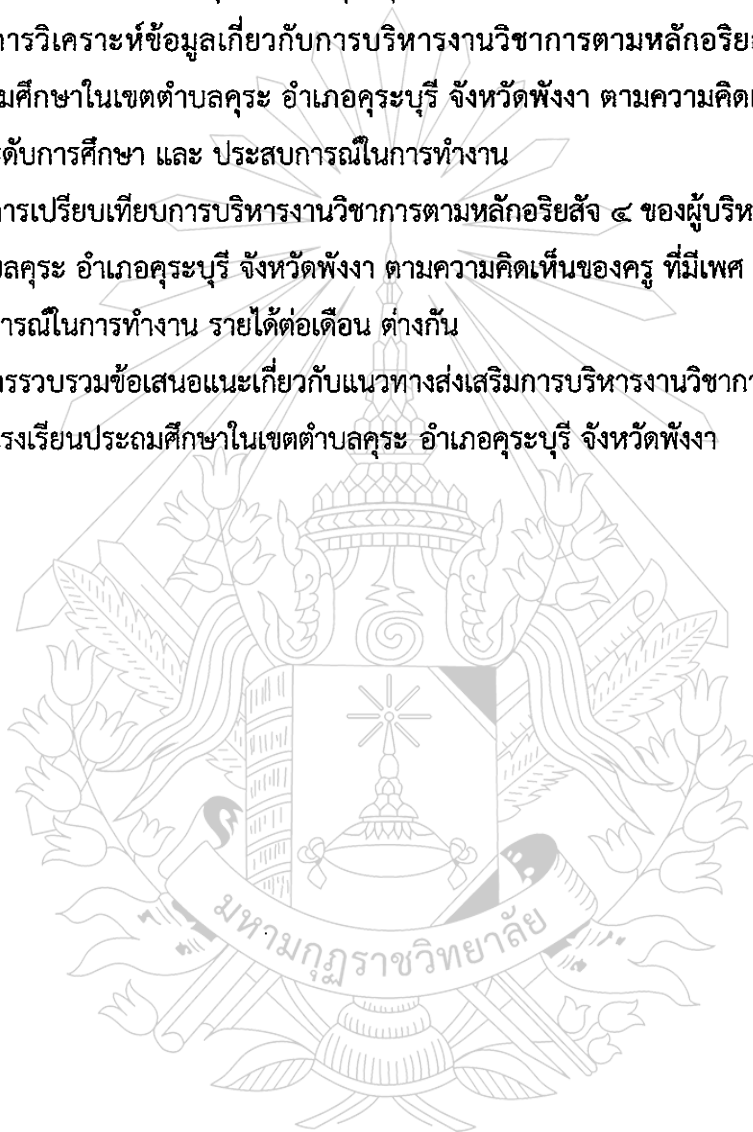 การวิเคราะห์ข้อมูลเกี่ยวกับการบริหารงานวิชาการตามหลักอริยะ
มศึกษาในเขตตำบลคุระ อำเภอคุระบุรี จังหวัดพังงา ตามความคิดเ
ะดับการศึกษา และ ประสบการณ์ในการทำงาน
การเปรียบเทียบการบริหารงานวิชาการตามหลักอริยสัจ ๔ ของผู้บริห
บลคุระ อำเภอคุระบุรี จังหวัดพังงา ตามความคิดเห็นของครู ที่มีเพศ
ารณ์ในการทำงาน รายได้ต่อเดือน ต่างกัน
ารรวบรวมข้อเสนอแนะเกี่ยวกับแนวทางส่งเสริมการบริหารงานวิชากา
โรงเรียนประถมศึกษาในเขตตำบลคุระ อำเภอคุระบุรี จังหวัดพังงา
มหามกุฏราชวิทยาลัย